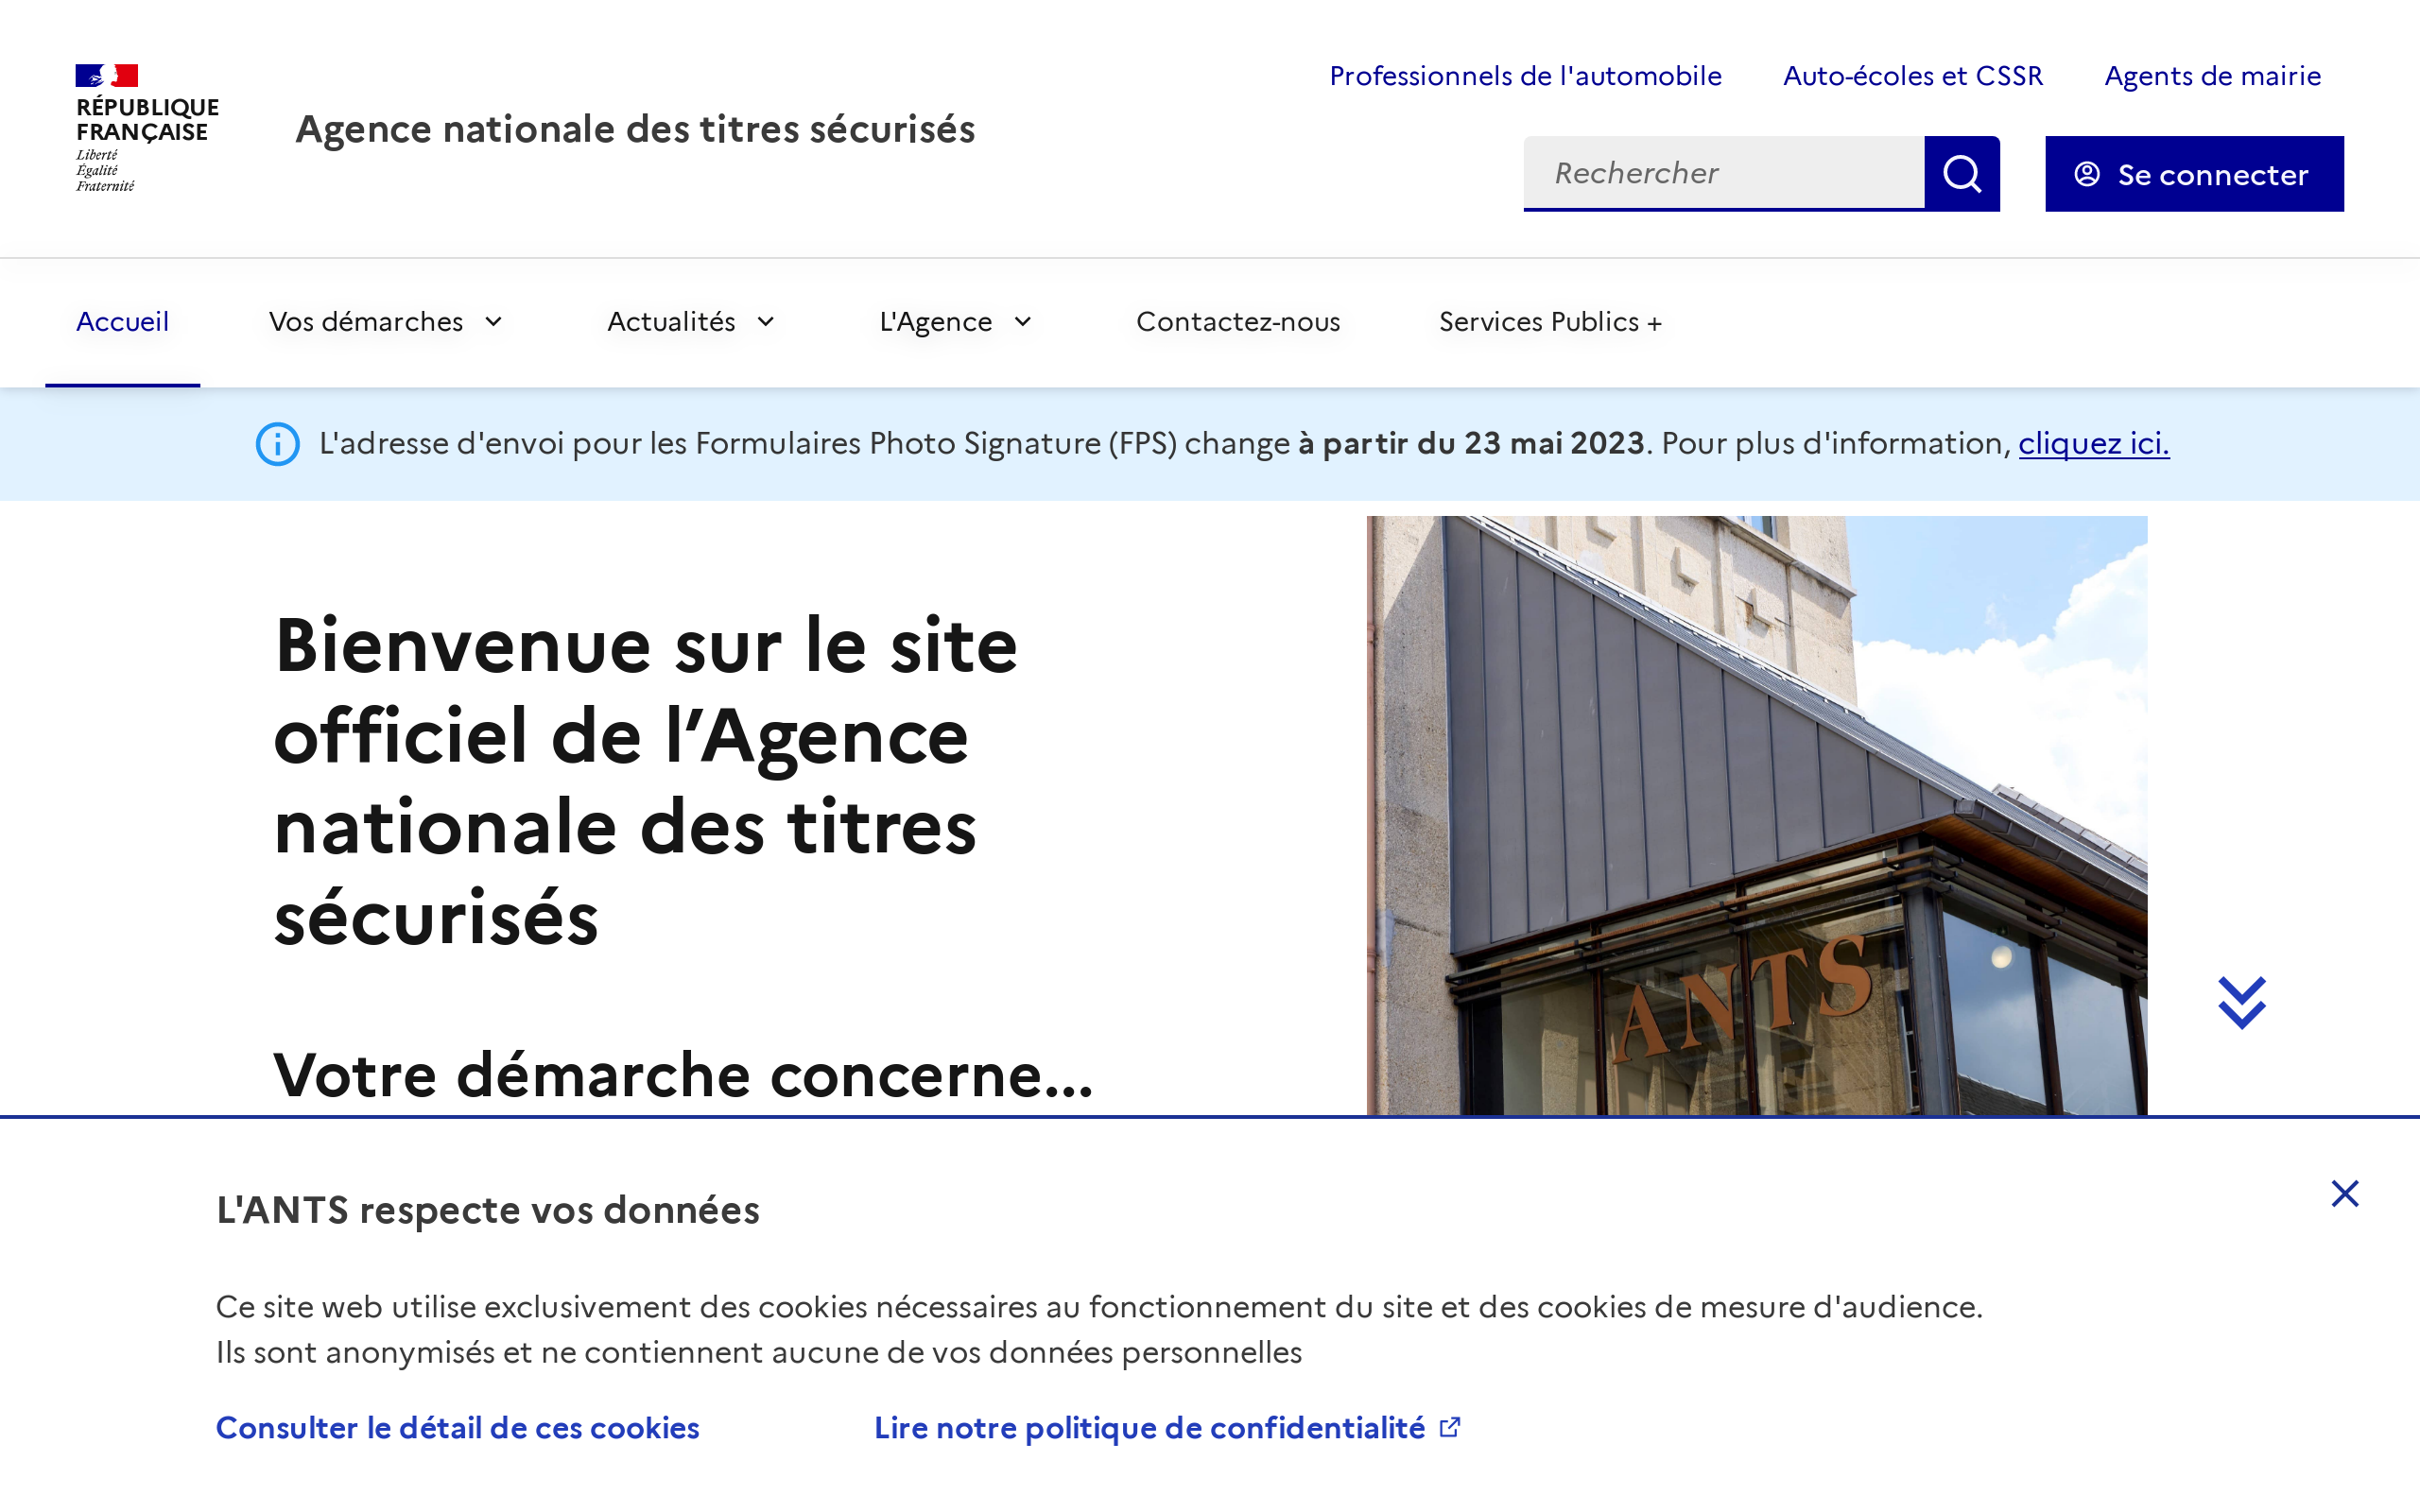 RÉPUBLIQUE
FRANÇAISE
Liberté
Égalité
Fraternité
Agence nationale des titres sécurisés
Professionnels de l'automobile
Auto-écoles et CSSR
Agents de mairie
Rechercher
Se connecter
Accueil
Vos démarches
Actualités
L'Agence
Contactez-nous
Services Publics +
L'adresse d'envoi pour les Formulaires Photo Signature (FPS) change à partir du 23 mai 2023. Pour plus d'information, cliquez ici.
Bienvenue sur le site
officiel de l’Agence
nationale des titres
sécurisés
ANTS
Votre démarche concerne...
L'ANTS respecte vos données
Ce site web utilise exclusivement des cookies nécessaires au fonctionnement du site et des cookies de mesure d'audience.
Ils sont anonymisés et ne contiennent aucune de vos données personnelles
Consulter le détail de ces cookies
Lire notre politique de confidentialité